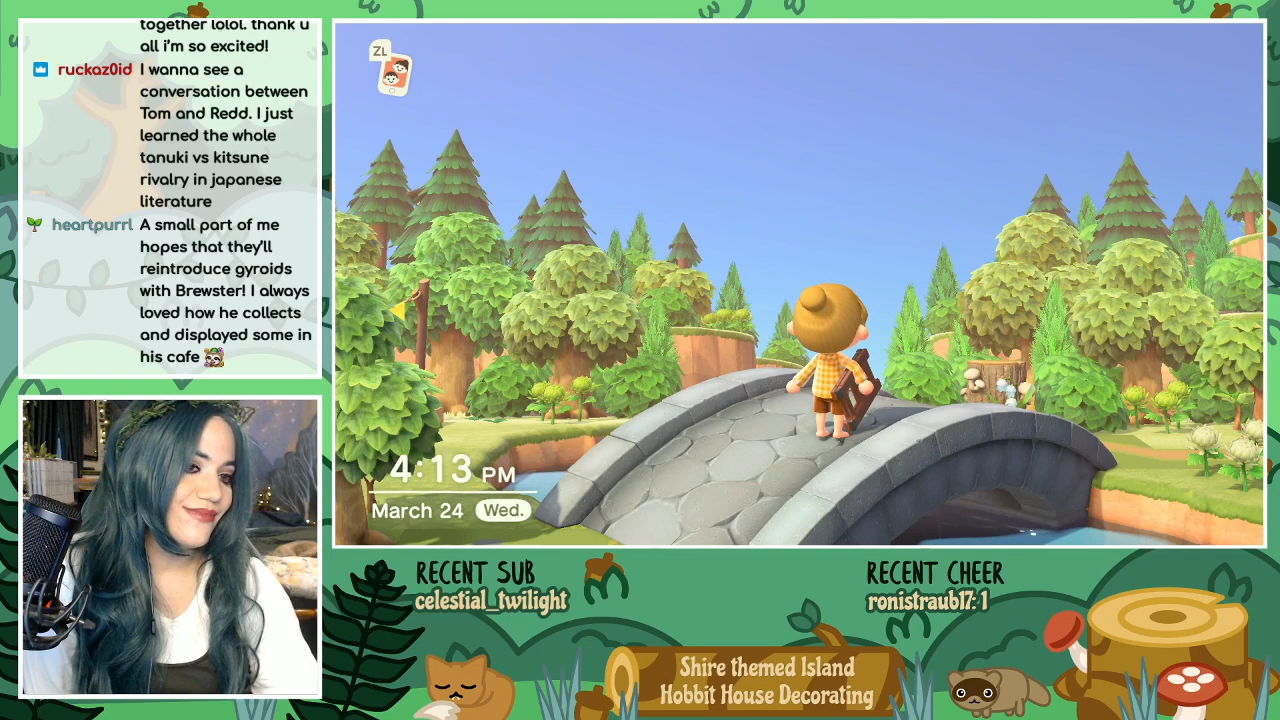 together lolol. thank u
all i'm so excited!
ruckaz0id I wanna see a
conversation between
Tom and Redd. I just
learned the whole
tanuki vs kitsune
rivalry in japanese
literature
heartpurrl A small part of me
hopes that they'll
reintroduce gyroids
with Brewster! I always
loved how he collects
and displayed some in
his cafe
ZL
4:13 PM
March 24 Wed.
RECENT SUB
celestial_twilight
RECENT CHEER
ronistraub17: 1
Shire themed Island
Hobbit House Decorating